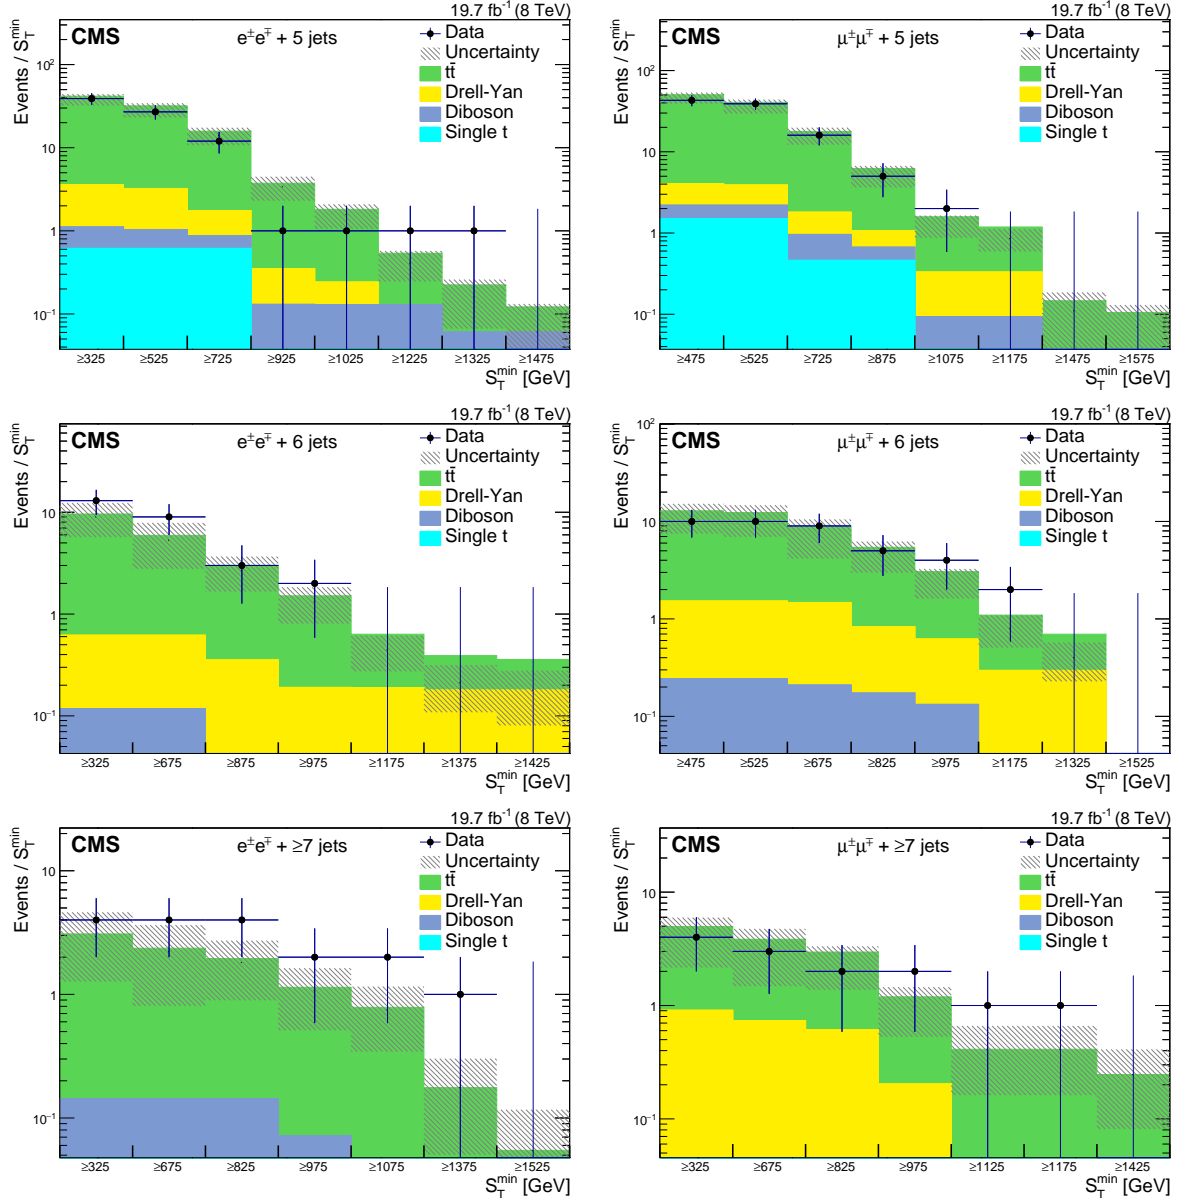 19.7 fb⁻¹ (8 TeV)
Events / S_T^min
CMS
e±e∓ + 5 jets
Data
Uncertainty
tt̄
Drell-Yan
Diboson
Single t
10²
10
1
10⁻¹
≥325 ≥525 ≥725 ≥925 ≥1025 ≥1225 ≥1325 ≥1475
S_T^min [GeV]
19.7 fb⁻¹ (8 TeV)
Events / S_T^min
CMS
μ±μ∓ + 5 jets
Data
Uncertainty
tt̄
Drell-Yan
Diboson
Single t
10²
10
1
10⁻¹
≥475 ≥525 ≥725 ≥875 ≥1075 ≥1175 ≥1475 ≥1575
S_T^min [GeV]
19.7 fb⁻¹ (8 TeV)
Events / S_T^min
CMS
e±e∓ + 6 jets
Data
Uncertainty
tt̄
Drell-Yan
Diboson
Single t
10
1
10⁻¹
≥325 ≥675 ≥875 ≥975 ≥1175 ≥1375 ≥1425
S_T^min [GeV]
19.7 fb⁻¹ (8 TeV)
Events / S_T^min
CMS
μ±μ∓ + 6 jets
Data
Uncertainty
tt̄
Drell-Yan
Diboson
Single t
10²
10
1
10⁻¹
≥475 ≥525 ≥675 ≥825 ≥975 ≥1175 ≥1325 ≥1525
S_T^min [GeV]
19.7 fb⁻¹ (8 TeV)
Events / S_T^min
CMS
e±e∓ + ≥7 jets
Data
Uncertainty
tt̄
Drell-Yan
Diboson
Single t
10
1
10⁻¹
≥325 ≥675 ≥825 ≥975 ≥1075 ≥1375 ≥1525
S_T^min [GeV]
19.7 fb⁻¹ (8 TeV)
Events / S_T^min
CMS
μ±μ∓ + ≥7 jets
Data
Uncertainty
tt̄
Drell-Yan
Diboson
Single t
10
1
10⁻¹
≥325 ≥675 ≥825 ≥975 ≥1125 ≥1175 ≥1425
S_T^min [GeV]